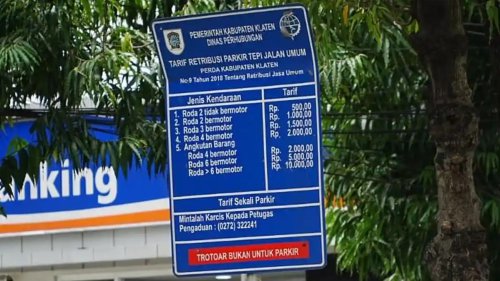 PEMERINTAH KABUPATEN KLATEN
DINAS PERHUBUNGAN
TARIF RETRIBUSI PARKIR TEPI JALAN UMUM
PERDA KABUPATEN KLATEN
No 9 Tahun 2018 Tentang Retribusi Jasa Umum
Jenis Kendaraan Tarif
1. Roda 2 tidak bermotor Rp. 500,00
2. Roda 2 bermotor Rp. 1.000,00
3. Roda 3 bermotor Rp. 1.500,00
4. Roda 4 bermotor Rp. 2.000,00
5. Angkutan Barang
Roda 4 bermotor Rp. 2.000,00
Roda 6 bermotor Rp. 5.000,00
Roda > 6 bermotor Rp. 10.000,00
Tarif Sekali Parkir
Mintalah Karcis Kepada Petugas
Pengaduan : (0272) 322241
TROTOAR BUKAN UNTUK PARKIR
nking